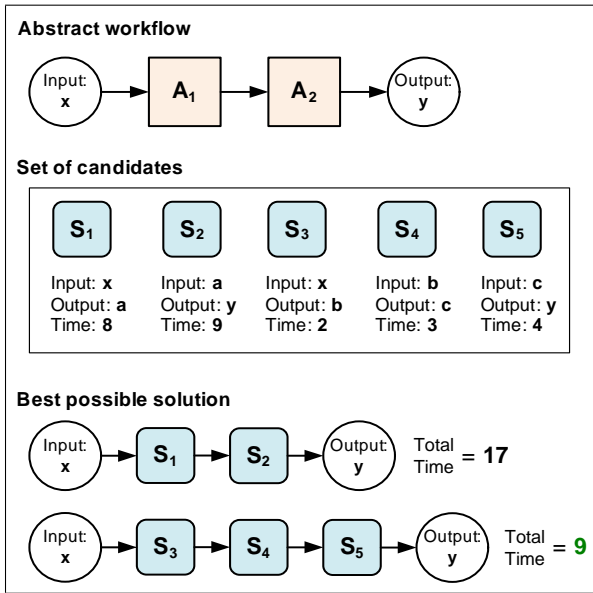 Abstract workflow
Input:
x
A1
A2
Output:
y
Set of candidates
S1
S2
S3
S4
S5
Input: x
Input: a
Input: x
Input: b
Input: c
Output: a
Output: y
Output: b
Output: c
Output: y
Time: 8
Time: 9
Time: 2
Time: 3
Time: 4
Best possible solution
Input:
x
S1
S2
Output:
y
Total
Time
= 17
Input:
x
S3
S4
S5
Output:
y
Total
Time
= 9